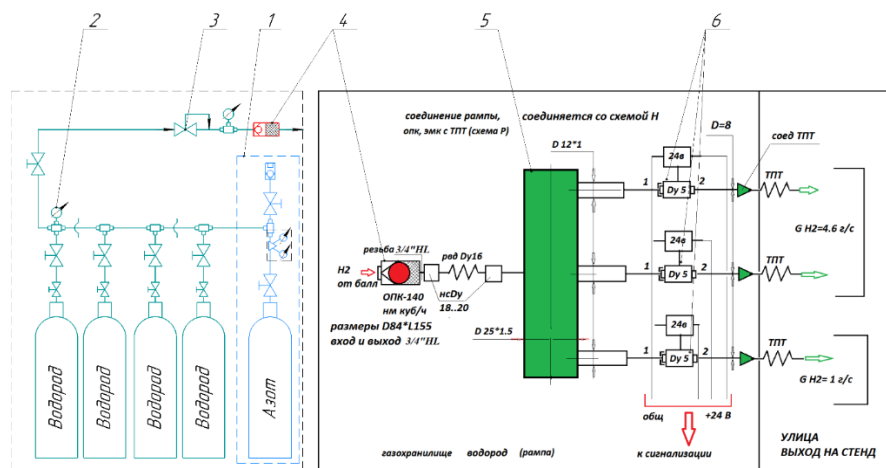 2
3
1
4
5
6
соединение рампы,
опк, эмк с ТПТ (схема Р)
соединяется со схемой Н
D=8
соед ТПТ
D 12*1
24в
1
Dy 5
2
ТПТ
G H2=4.6 г/с
24в
Dy 5
2
1
ТПТ
резьба 3/4"HL
рвд Dy16
H2
от балл
ОПК-140
нм куб/ч
нсDy
18..20
размеры D84*L155
вход и выход 3/4"HL
D 25*1.5
24в
1
Dy 5
2
ТПТ
G H2= 1 г/с
Водород
Водород
Водород
Водород
Азот
общ
+24 В
газохранилище водород (рампа)
к сигнализации
УЛИЦА
ВЫХОД НА СТЕНД